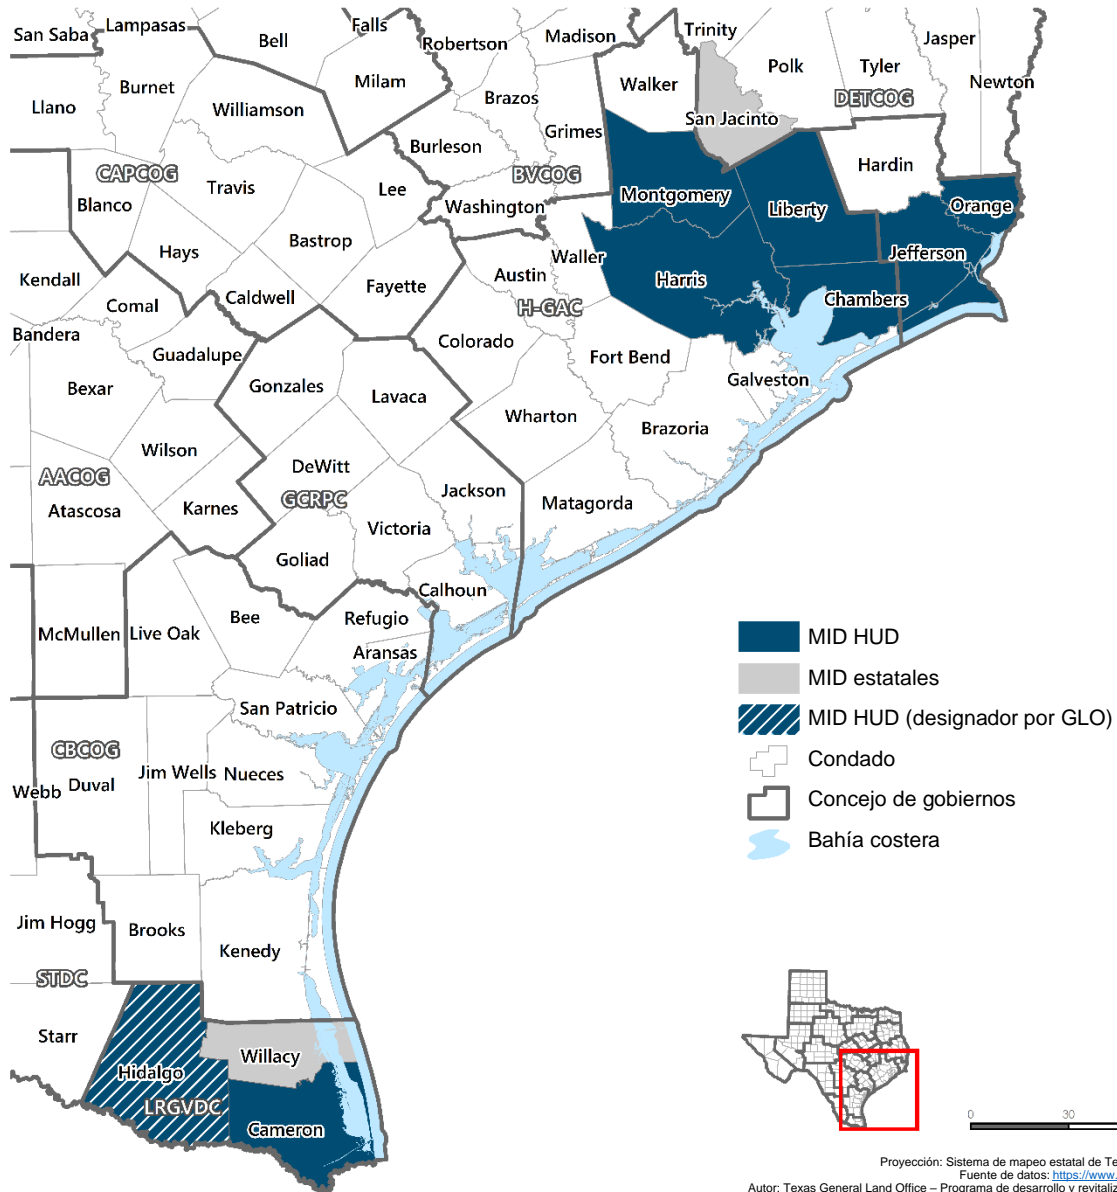 San Saba
Lampasas
Falls
Bell
Robertson
Madison
Trinity
Jasper
Burnet
Milam
Walker
Polk
Tyler
Newton
Llano
Williamson
Brazos
DETCOG
San Jacinto
Grimes
Burleson
Hardin
CAPCOG
Travis
Lee
BVCOG
Montgomery
Blanco
Washington
Liberty
Orange
Bastrop
Hays
Waller
Jefferson
Kendall
Austin
Harris
Fayette
Comal
Caldwell
H-GAC
Chambers
Bandera
Colorado
Guadalupe
Fort Bend
Bexar
Gonzales
Lavaca
Galveston
Wharton
Brazoria
Wilson
DeWitt
AACOG
GCRPC
Jackson
Atascosa
Karnes
Victoria
Matagorda
Goliad
Calhoun
Bee
Refugio
McMullen
Live Oak
Aransas
San Patricio
CBCOG
Jim Wells
Nueces
Webb
Duval
Kleberg
Jim Hogg
Brooks
Kenedy
STDC
Starr
Willacy
Hidalgo
LRGVDC
Cameron
MID HUD
MID estatales
MID HUD (designador por GLO)
Condado
Concejo de gobiernos
Bahía costera
0 30
Proyección: Sistema de mapeo estatal de Te
Fuente de datos: https://www.
Autor: Texas General Land Office – Programa de desarrollo y revitaliz